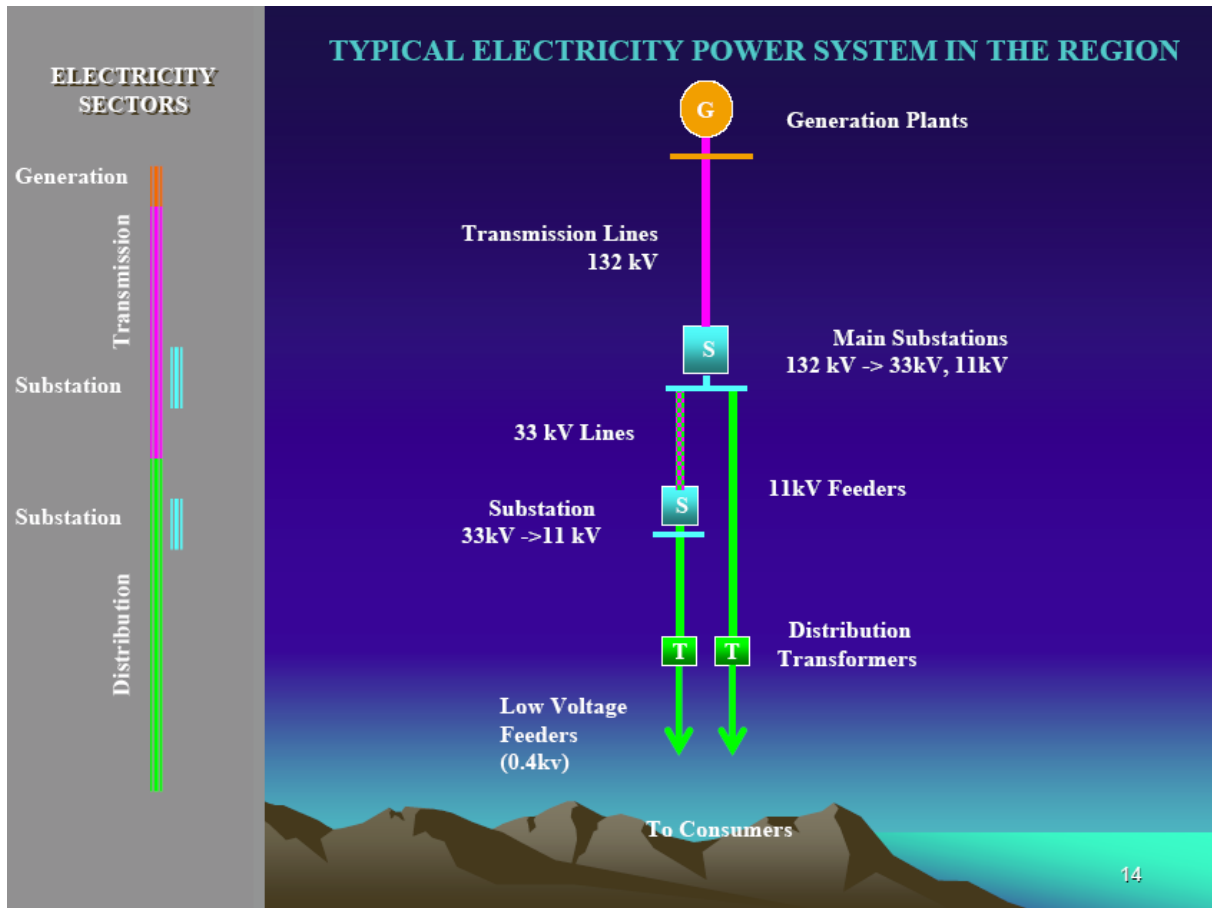 ELECTRICITY
SECTORS
Generation
Transmission
Substation
Substation
Distribution
TYPICAL ELECTRICITY POWER SYSTEM IN THE REGION
G
Generation Plants
Transmission Lines
132 kV
S
Main Substations
132 kV -> 33kV, 11kV
33 kV Lines
11kV Feeders
S
Substation
33kV ->11 kV
T
T
Distribution
Transformers
Low Voltage
Feeders
(0.4kv)
To Consumers
14